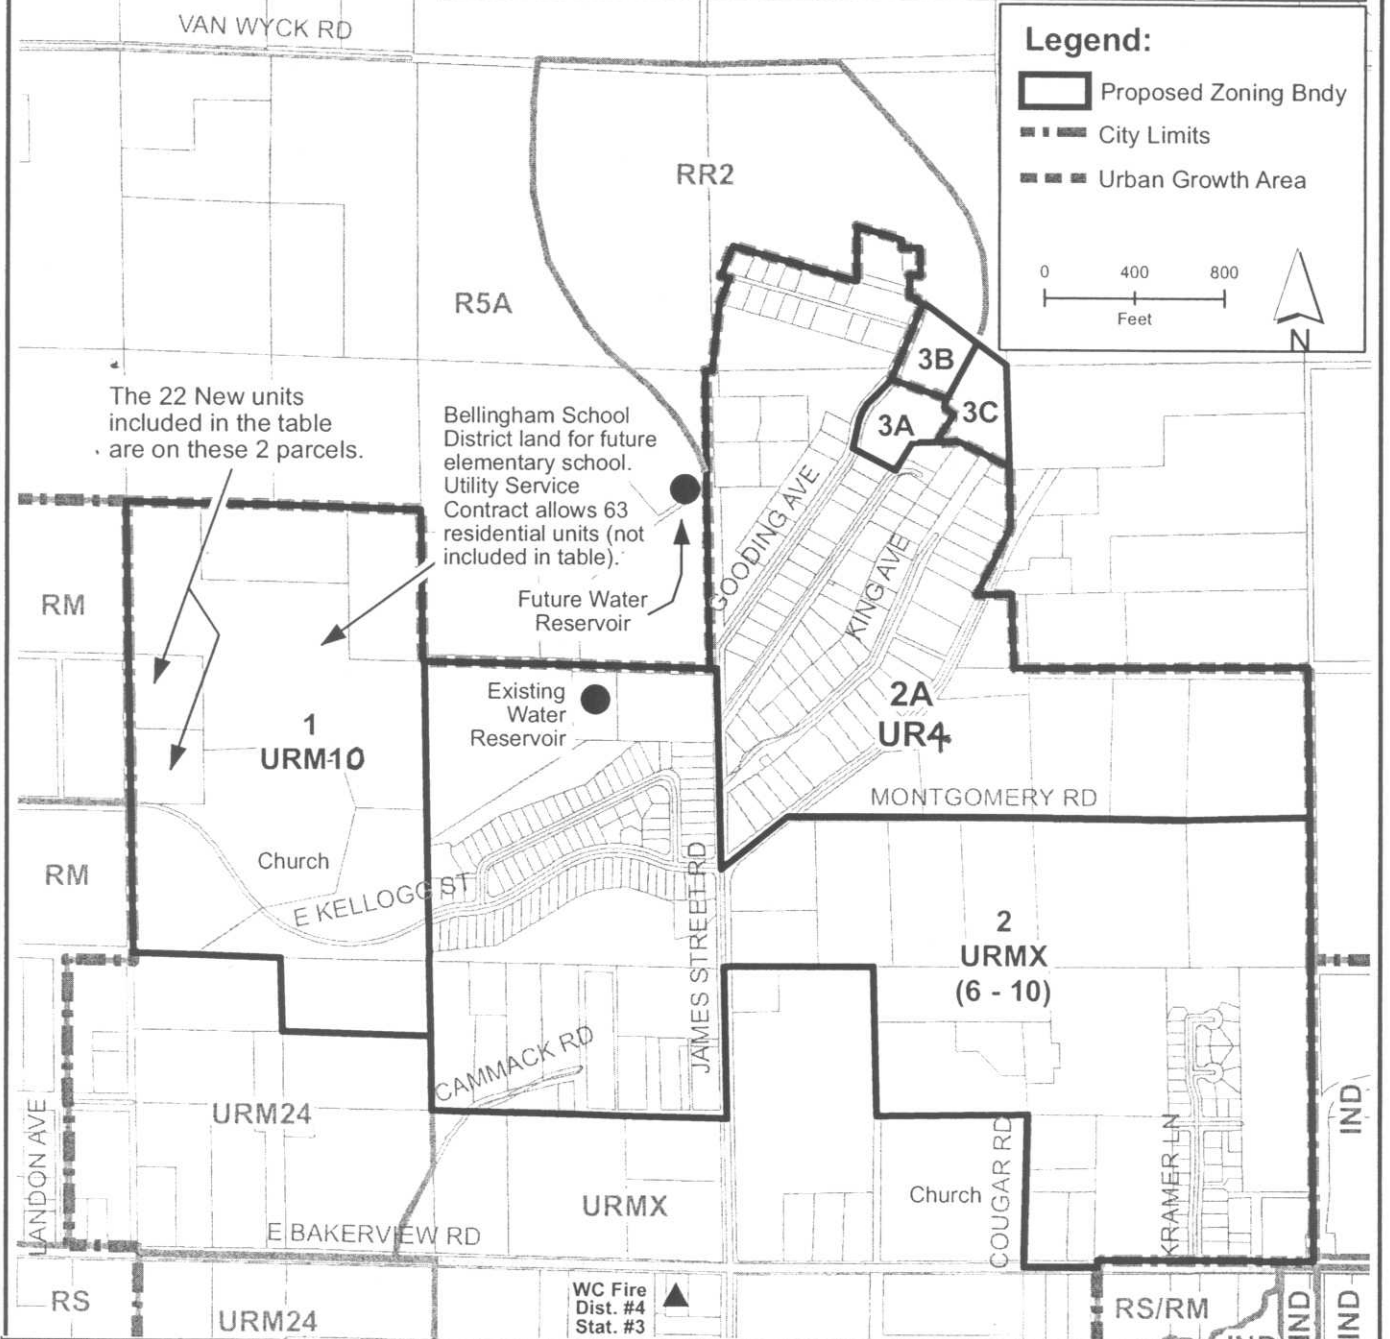 VAN WYCK RD
Legend:
Proposed Zoning Bndy
City Limits
Urban Growth Area
0 400 800
Feet
N
RR2
R5A
3B
3A
3C
The 22 New units
included in the table
are on these 2 parcels.
Bellingham School
District land for future
elementary school.
Utility Service
Contract allows 63
residential units (not
included in table).
Future Water
Reservoir
GOODING AVE
KING AVE
RM
Existing
Water
Reservoir
1
URM10
2A
UR4
MONTGOMERY RD
Church
RM
E KELLOGG ST
JAMES STREET RD
2
URMX
(6 - 10)
CAMMACK RD
URM24
LANDON AVE
URMX
Church
COUGAR RD
KRAMER LN
IND
E BAKERVIEW RD
RS
URM24
WC Fire
Dist. #4
Stat. #3
RS/RM
IND
IND
IND